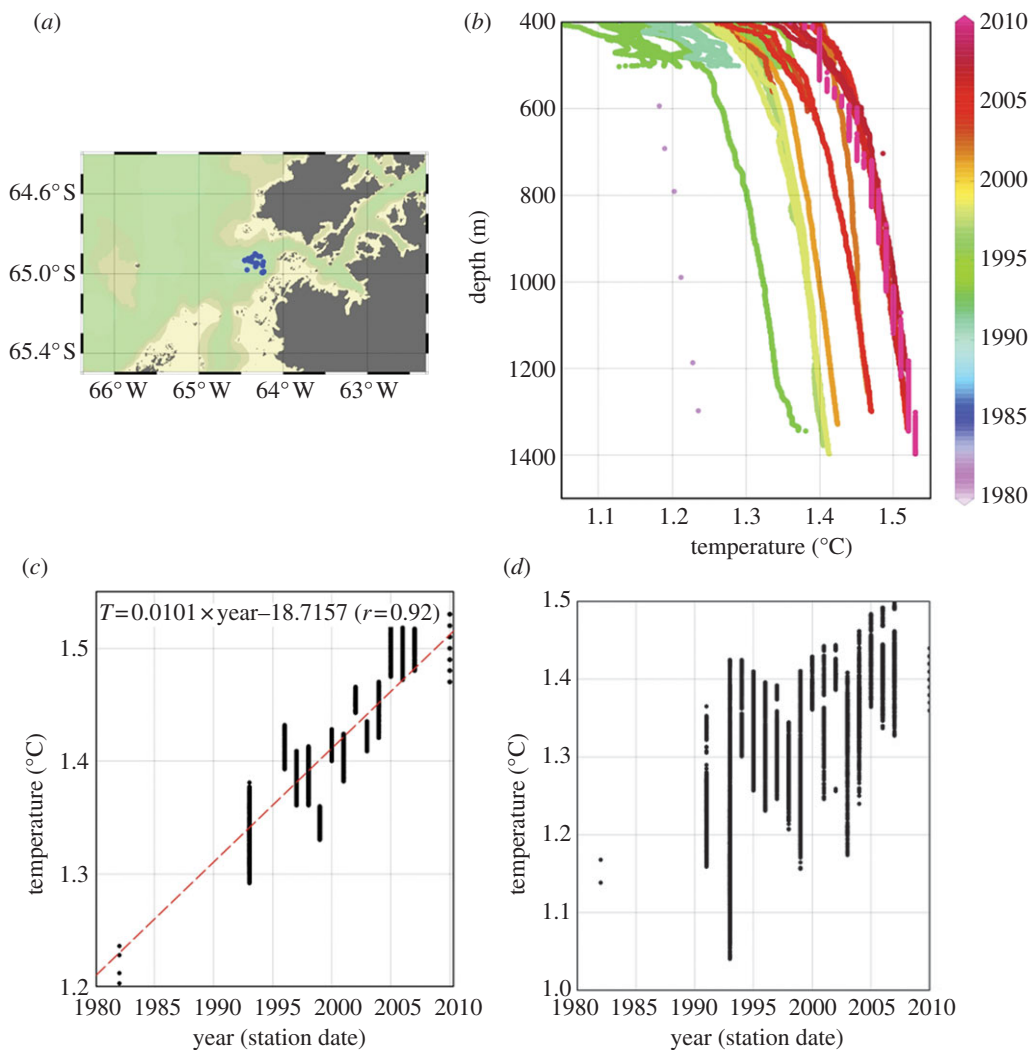 (a)
64.6° S
65.0° S
65.4° S
66° W 65° W 64° W 63° W
(b)
400
600
800
1000
1200
1400
depth (m)
1.1 1.2 1.3 1.4 1.5
temperature (°C)
2010
2005
2000
1995
1990
1985
1980
(c)
T=0.0101 × year–18.7157 (r=0.92)
1.5
1.4
1.3
1.2
temperature (°C)
1980 1985 1990 1995 2000 2005 2010
year (station date)
(d)
1.5
1.4
1.3
1.2
1.1
1.0
temperature (°C)
1980 1985 1990 1995 2000 2005 2010
year (station date)